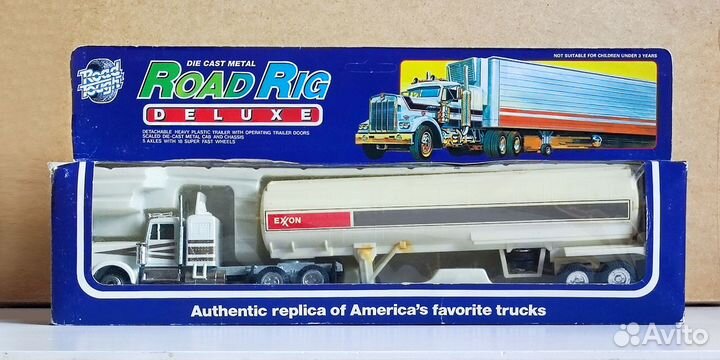 Road Tough
DIE CAST METAL
ROAD RIG
DELUXE
DETACHABLE HEAVY PLASTIC TRAILER WITH OPERATING TRAILER DOORS
SCALED DIE-CAST METAL CAB AND CHASSIS
5 AXLES WITH 18 SUPER FAST WHEELS
NOT SUITABLE FOR CHILDREN UNDER 3 YEARS
EXXON
Authentic replica of America's favorite trucks
Avito